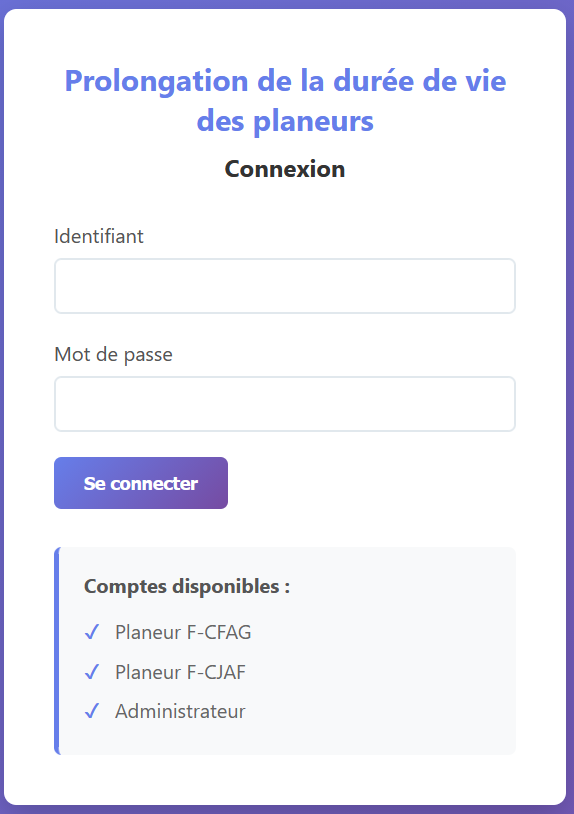 Prolongation de la durée de vie
des planeurs
Connexion
Identifiant
Mot de passe
Se connecter
Comptes disponibles :
✓ Planeur F-CFAG
✓ Planeur F-CJAF
✓ Administrateur